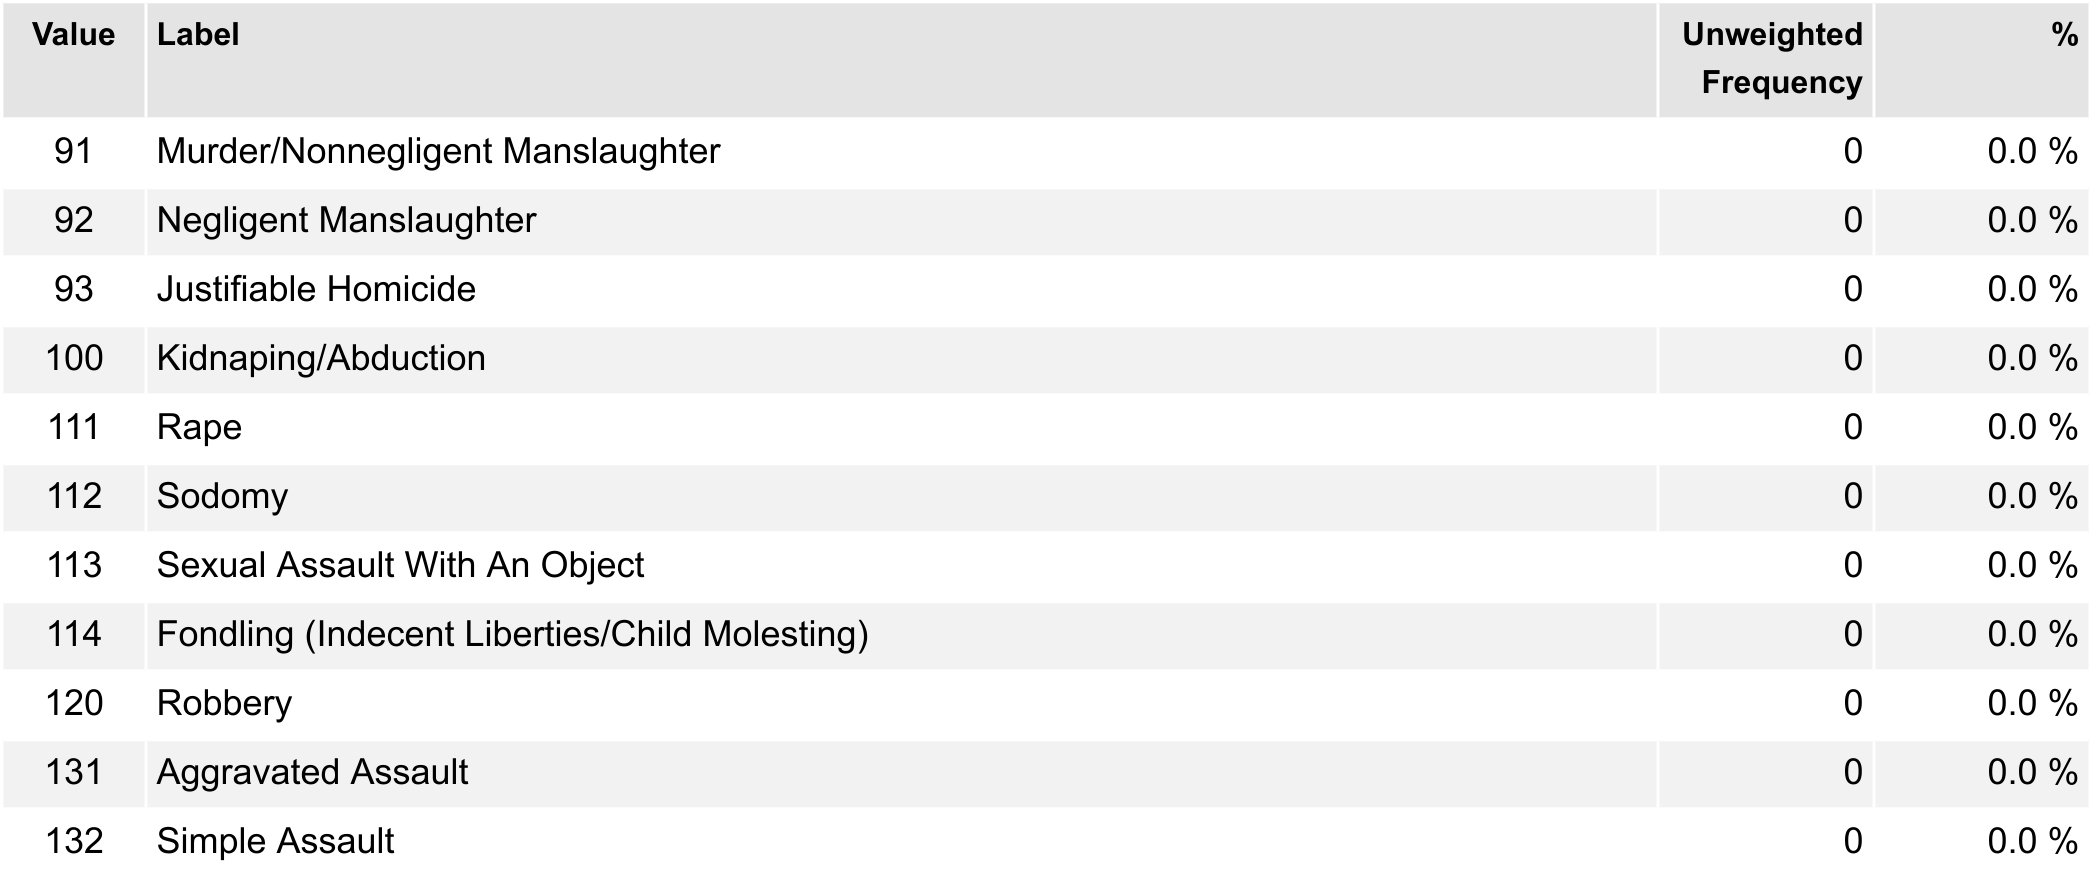 Value Label Unweighted Frequency %
91 Murder/Nonnegligent Manslaughter 0 0.0 %
92 Negligent Manslaughter 0 0.0 %
93 Justifiable Homicide 0 0.0 %
100 Kidnaping/Abduction 0 0.0 %
111 Rape 0 0.0 %
112 Sodomy 0 0.0 %
113 Sexual Assault With An Object 0 0.0 %
114 Fondling (Indecent Liberties/Child Molesting) 0 0.0 %
120 Robbery 0 0.0 %
131 Aggravated Assault 0 0.0 %
132 Simple Assault 0 0.0 %